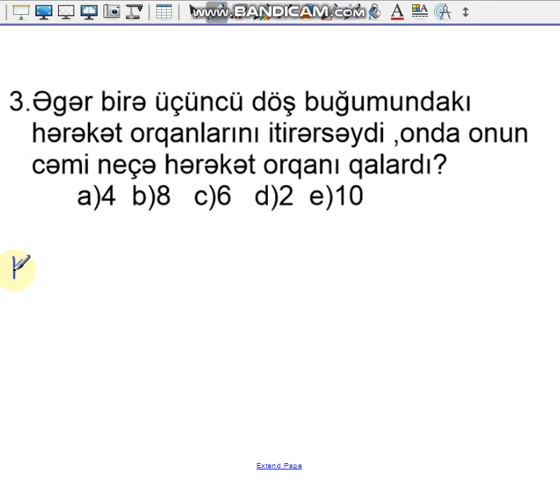 www.BANDICAM.com
3.Əgər birə üçüncü döş buğumundakı
hərəkət orqanlarını itirərsəydi ,onda onun
cəmi neçə hərəkət orqanı qalardı?
a)4 b)8 c)6 d)2 e)10
Extend Page